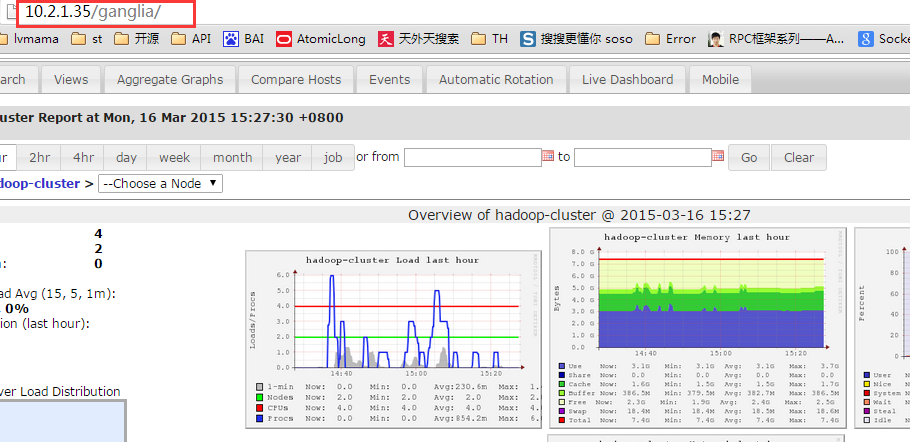 10.2.1.35/ganglia/
lvmama st 开源 API BAI AtomicLong 天外天搜索 TH 搜搜更懂你 soso Error RPC框架系列——A... Socke
arch Views Aggregate Graphs Compare Hosts Events Automatic Rotation Live Dashboard Mobile
uster Report at Mon, 16 Mar 2015 15:27:30 +0800
ur 2hr 4hr day week month year job or from to Go Clear
doop-cluster > --Choose a Node
Overview of hadoop-cluster @ 2015-03-16 15:27
4
2
: 0
ad Avg (15, 5, 1m):
, 0%
ion (last hour):
ver Load Distribution
hadoop-cluster Load last hour
Loads/Procs
6.0
5.0
4.0
3.0
2.0
1.0
0.0
14:40 15:00 15:20
1-min Now: 0.0 Min: 0.0 Avg:230.6m Max: 1.
Nodes Now: 2.0 Min: 2.0 Avg: 2.0 Max: 2.
CPUs Now: 4.0 Min: 4.0 Avg: 4.0 Max: 4.
Procs Now: 0.0 Min: 0.0 Avg:854.2m Max: 6.
hadoop-cluster Memory last hour
Bytes
8.0 G
7.0 G
6.0 G
5.0 G
4.0 G
3.0 G
2.0 G
1.0 G
0.0
14:40 15:00 15:20
Use Now: 3.1G Min: 3.1G Avg: 3.1G Max: 3.7G
Share Now: 0.0 Min: 0.0 Avg: 0.0 Max: 0.0
Cache Now: 1.6G Min: 1.5G Avg: 1.5G Max: 1.7G
Buffer Now: 386.5M Min: 379.5M Avg: 382.7M Max: 386.5M
Free Now: 2.3G Min: 1.9G Avg: 2.4G Max: 2.5G
Swap Now: 18.4M Min: 18.4M Avg: 18.5M Max: 18.6M
Total Now: 7.4G Min: 7.4G Avg: 7.4G Max: 7.4G
Percent
100
80
60
40
20
0
User
Nice
System
Wait
Steal
Idle